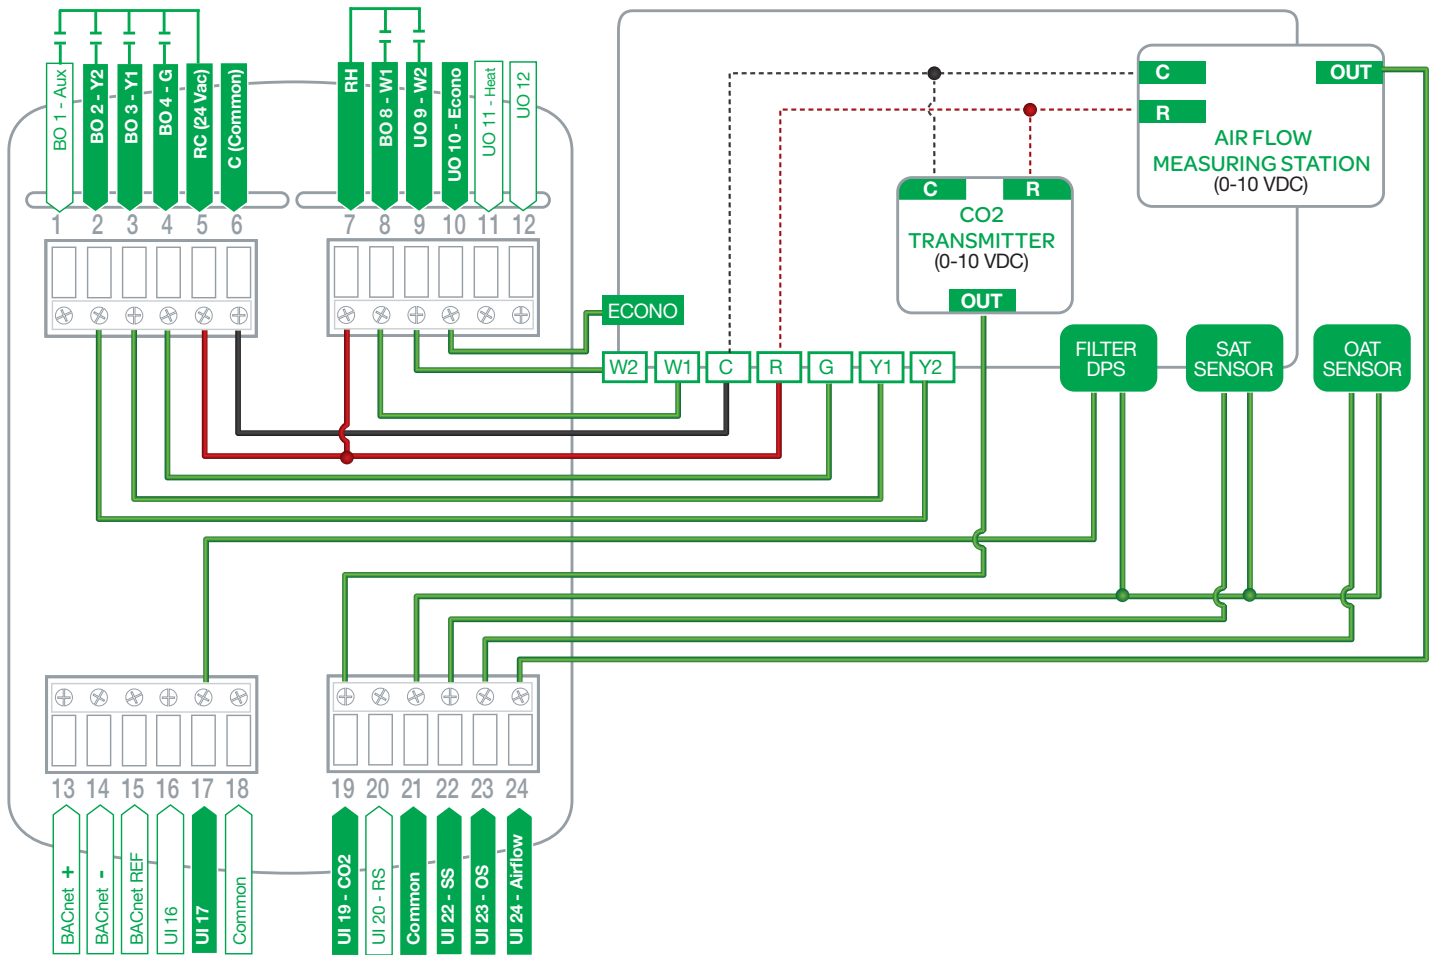 BO 1 - Aux
BO 2 - Y2
BO 3 - Y1
BO 4 - G
RC (24 Vac)
C (Common)
RH
BO 8 - W1
UO 9 - W2
UO 10 - Econo
UO 11 - Heat
UO 12
1 2 3 4 5 6
7 8 9 10 11 12
C
OUT
R
AIR FLOW
MEASURING STATION
(0-10 VDC)
C
R
CO2
TRANSMITTER
(0-10 VDC)
OUT
ECONO
W2
W1
C
R
G
Y1
Y2
FILTER
DPS
SAT
SENSOR
OAT
SENSOR
13 14 15 16 17 18
19 20 21 22 23 24
BACnet +
BACnet -
BACnet REF
UI 16
UI 17
Common
UI 19 - CO2
UI 20 - RS
Common
UI 22 - SS
UI 23 - OS
UI 24 - Airflow